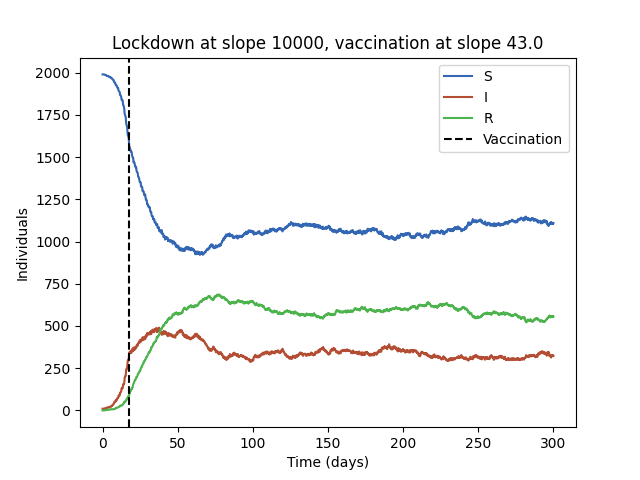 Lockdown at slope 10000, vaccination at slope 43.0
S
I
R
Vaccination
2000
1750
1500
1250
1000
750
500
250
0
Individuals
0 50 100 150 200 250 300
Time (days)